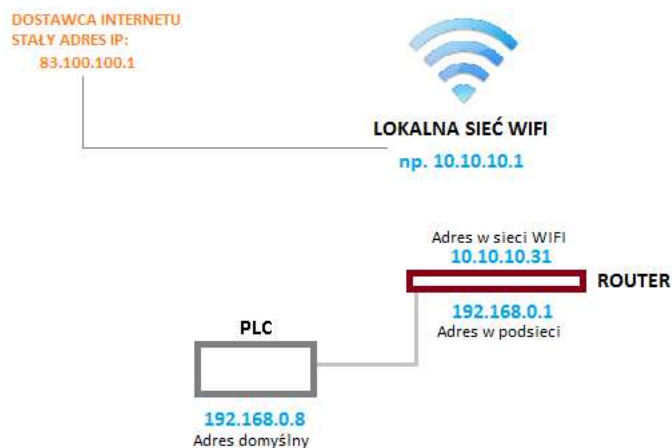 DOSTAWCA INTERNETU
STAŁY ADRES IP:
83.100.100.1
LOKALNA SIEĆ WIFI
np. 10.10.10.1
Adres w sieci WIFI
10.10.10.31
ROUTER
192.168.0.1
Adres w podsieci
PLC
192.168.0.8
Adres domyślny